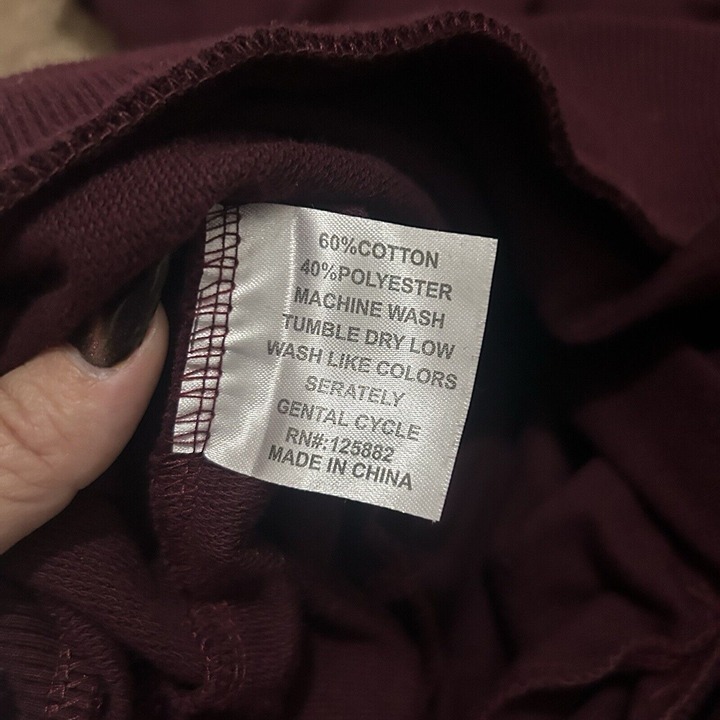 60%COTTON
40%POLYESTER
MACHINE WASH
TUMBLE DRY LOW
WASH LIKE COLORS
SERATELY
GENTAL CYCLE
RN#:125882
MADE IN CHINA